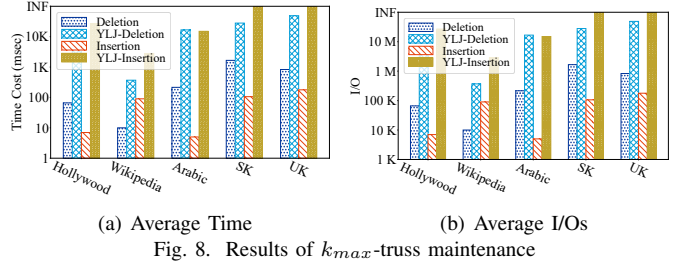 INF
10K
1K
100
10
1
Time Cost (msec)
Deletion
YLJ-Deletion
Insertion
YLJ-Insertion
Hollywood
Wikipedia
Arabic
SK
UK
(a) Average Time
INF
10 M
1 M
100 K
10 K
1 K
I/O
Deletion
YLJ-Deletion
Insertion
YLJ-Insertion
Hollywood
Wikipedia
Arabic
SK
UK
(b) Average I/Os
Fig. 8. Results of kmax-truss maintenance